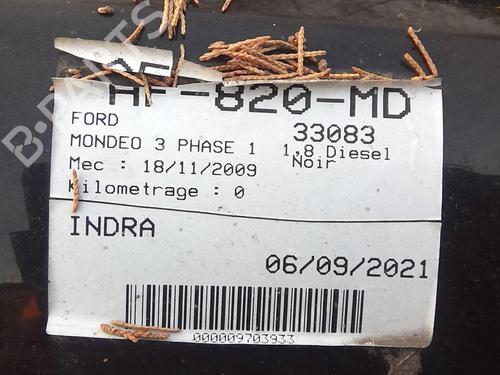 AF-820-MD
FORD 33083
MONDEO 3 PHASE 1 1.8 Diesel
Mec : 18/11/2009 Noir
Kilometrage : 0
INDRA
06/09/2021
000009703933
B-PARTS